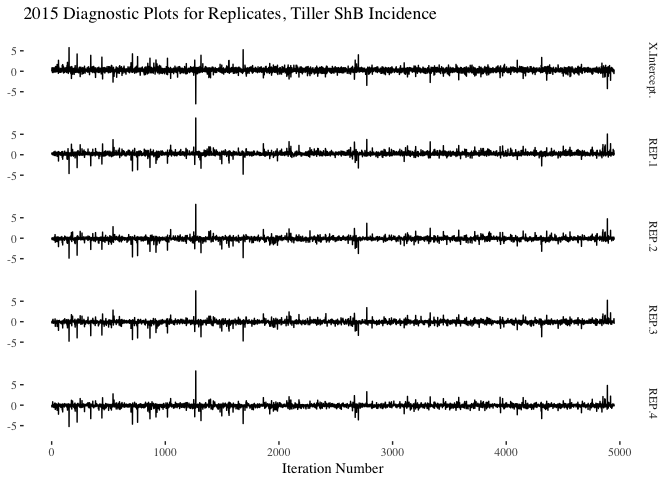 2015 Diagnostic Plots for Replicates, Tiller ShB Incidence
5
0
-5
X.Intercept.
5
0
-5
REP.1
5
0
-5
REP.2
5
0
-5
REP.3
5
0
-5
REP.4
0 1000 2000 3000 4000 5000
Iteration Number